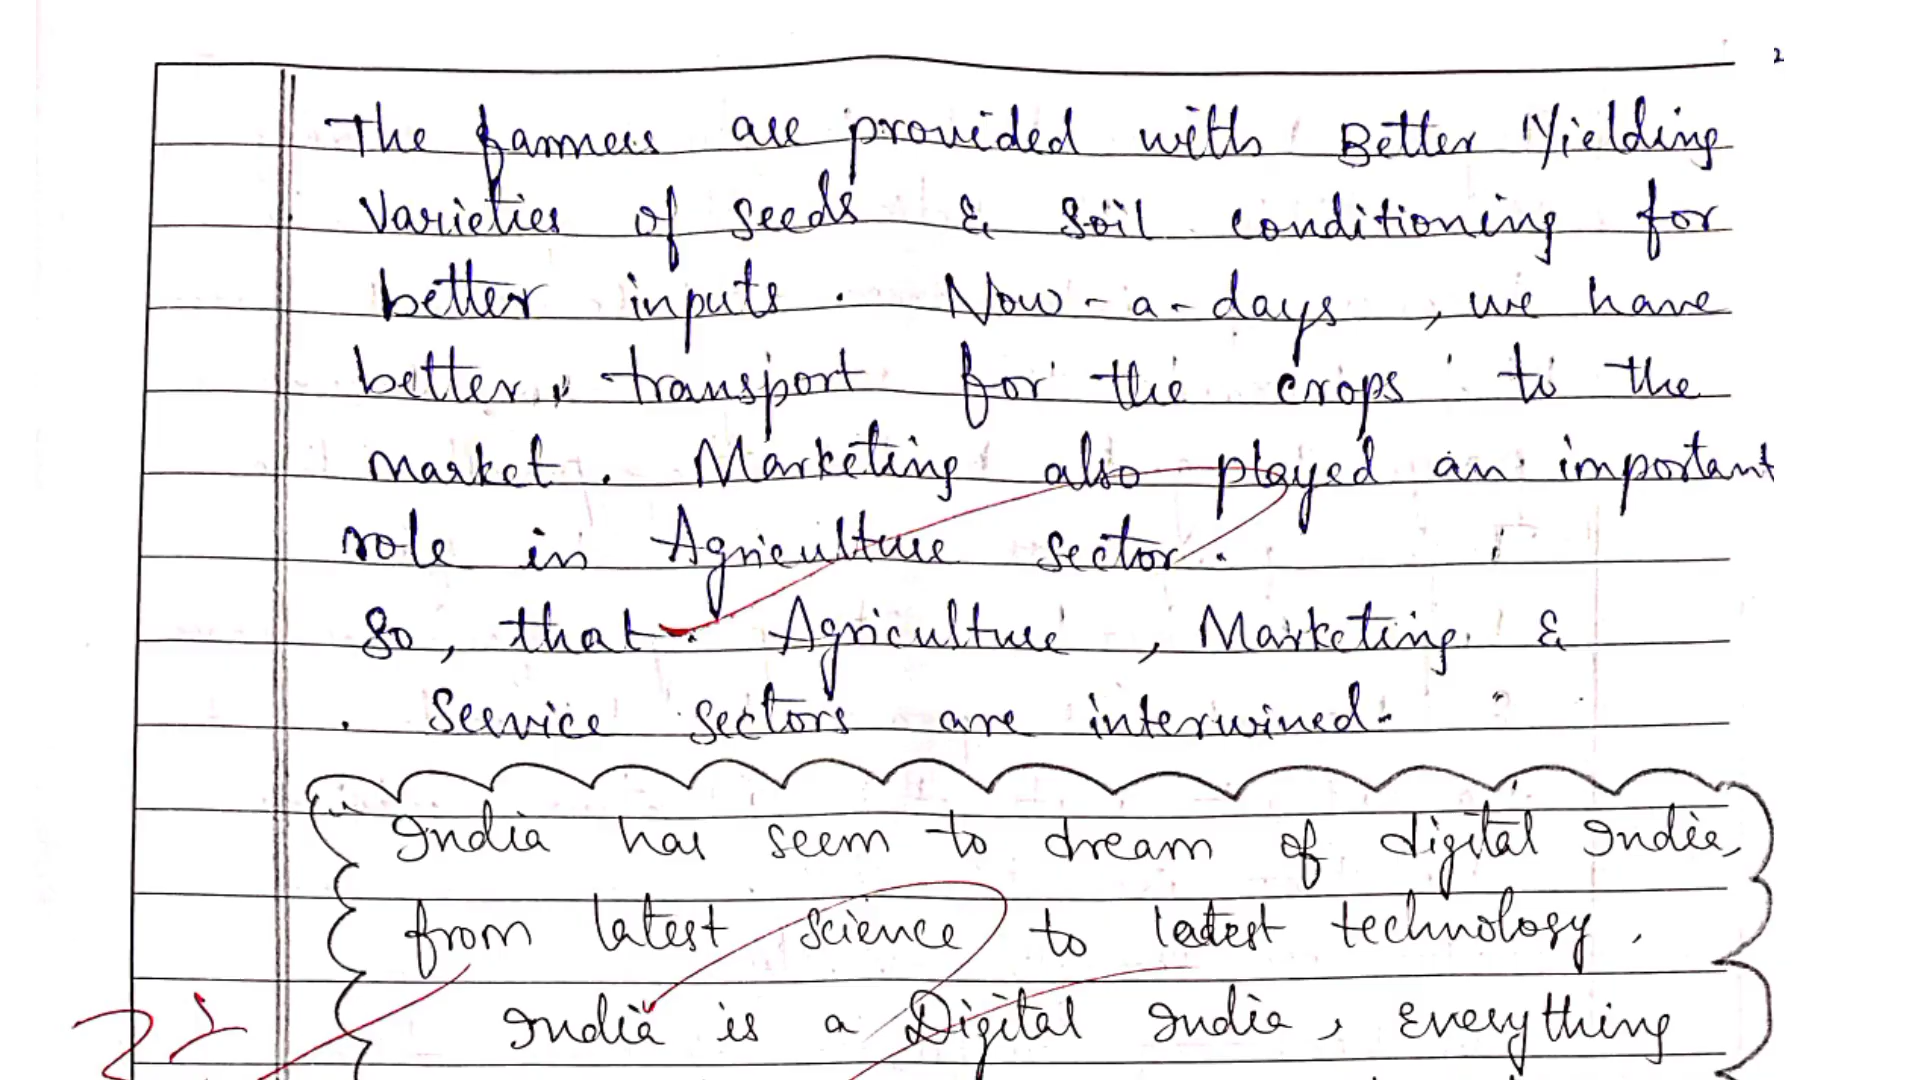 2
The farmers are provided with Better Yielding
Varieties of Seeds & Soil conditioning for
better inputs. Now-a-days, we have
better transport for the crops to the
market. Marketing also played an important
role in Agriculture sector.
So, that Agriculture, Marketing &
Service sectors are interwined.
India has seem to dream of digital India,
from latest science to latest technology.
India is a Digital India, Everything